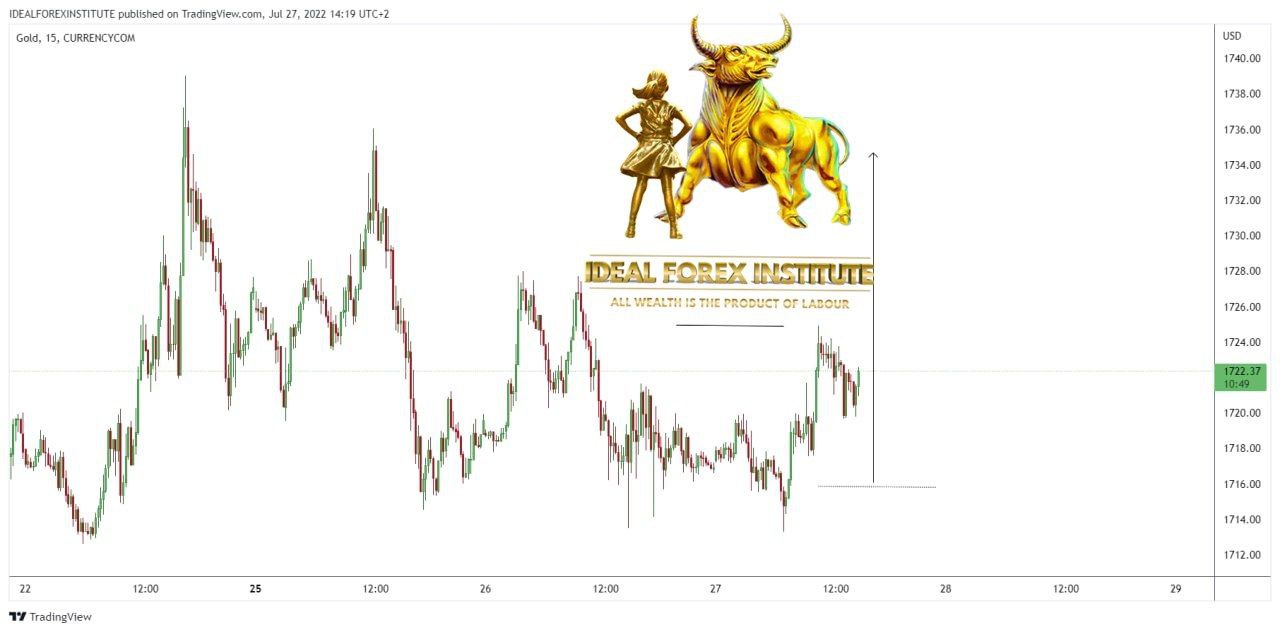 IDEALFOREXINSTITUTE published on TradingView.com, Jul 27, 2022 14:19 UTC+2
Gold, 15, CURRENCYCOM
USD
1740.00
1738.00
1736.00
1734.00
1732.00
1730.00
1728.00
IDEAL FOREX INSTITUTE
ALL WEALTH IS THE PRODUCT OF LABOUR
1726.00
1724.00
1722.37
10:49
1720.00
1718.00
1716.00
1714.00
1712.00
22 12:00 25 12:00 26 12:00 27 12:00 28 12:00 29
TradingView